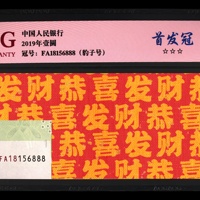 G 中国人民银行 首发冠
ANTY 2019年壹圆 ☆☆☆
冠号：FA18156888（豹子号）
发财恭喜发财恭
喜发财恭喜发财
恭喜发财恭喜
FA18156888